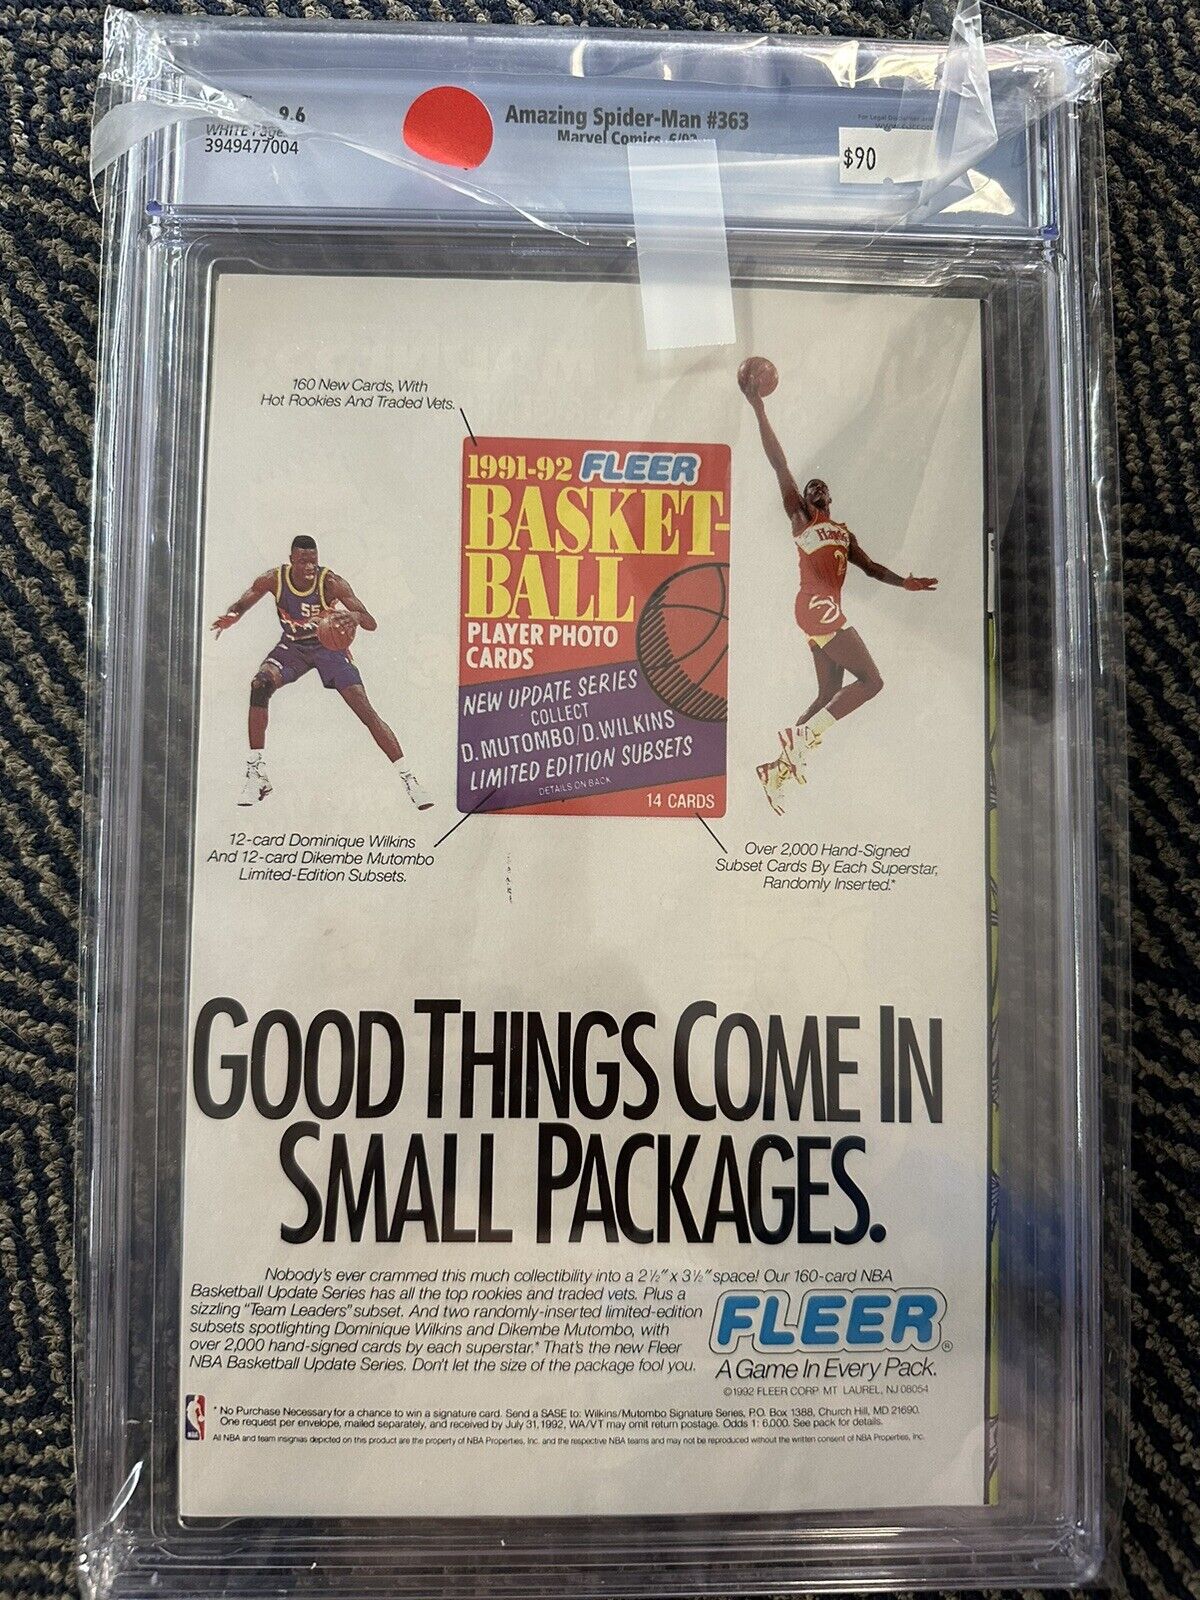 9.6
WHITE Page
3949477004
Amazing Spider-Man #363
Marvel Comics
$90
160 New Cards, With
Hot Rookies And Traded Vets.
1991-92 FLEER
BASKET-
BALL
PLAYER PHOTO
CARDS
NEW UPDATE SERIES
COLLECT
D. MUTOMBO/D. WILKINS
LIMITED EDITION SUBSETS
DETAILS ON BACK
14 CARDS
55
Hawks
2
12-card Dominique Wilkins
And 12-card Dikembe Mutombo
Limited-Edition Subsets.
Over 2,000 Hand-Signed
Subset Cards By Each Superstar,
Randomly Inserted.*
GOOD THINGS COME IN
SMALL PACKAGES.
Nobody's ever crammed this much collectibility into a 2½" x 3½" space! Our 160-card NBA
Basketball Update Series has all the top rookies and traded vets. Plus a
sizzling "Team Leaders" subset. And two randomly-inserted limited-edition
subsets spotlighting Dominique Wilkins and Dikembe Mutombo, with
over 2,000 hand-signed cards by each superstar.* That's the new Fleer
NBA Basketball Update Series. Don't let the size of the package fool you.
FLEER®
A Game In Every Pack.
©1992 FLEER CORP. MT. LAUREL, NJ 08054
NBA
* No Purchase Necessary for a chance to win a signature card. Send a SASE to: Wilkins/Mutombo Signature Series, P.O. Box 1388, Church Hill, MD 21690.
One request per envelope, mailed separately, and received by July 31, 1992, WA/VT may omit return postage. Odds 1: 6,000. See pack for details.
All NBA and team insignias depicted on this product are the property of NBA Properties, Inc. and the respective NBA teams and may not be reproduced without the written consent of NBA Properties, Inc.